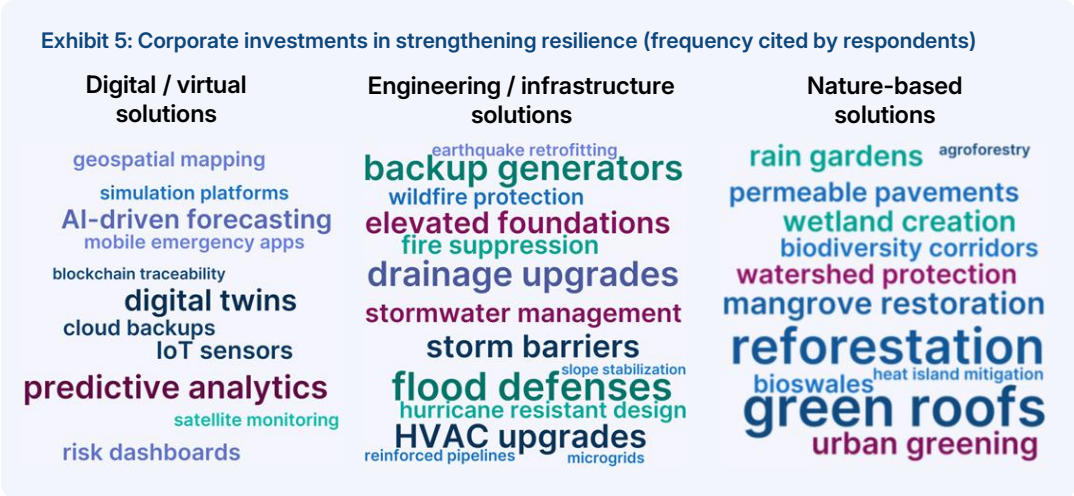 Exhibit 5: Corporate investments in strengthening resilience (frequency cited by respondents)
Digital / virtual
solutions
geospatial mapping
simulation platforms
AI-driven forecasting
mobile emergency apps
blockchain traceability
digital twins
cloud backups
IoT sensors
predictive analytics
satellite monitoring
risk dashboards
Engineering / infrastructure
solutions
earthquake retrofitting
backup generators
wildfire protection
elevated foundations
fire suppression
drainage upgrades
stormwater management
storm barriers
slope stabilization
flood defenses
hurricane resistant design
HVAC upgrades
reinforced pipelines
microgrids
Nature-based
solutions
agroforestry
rain gardens
permeable pavements
wetland creation
biodiversity corridors
watershed protection
mangrove restoration
reforestation
heat island mitigation
bioswales
green roofs
urban greening